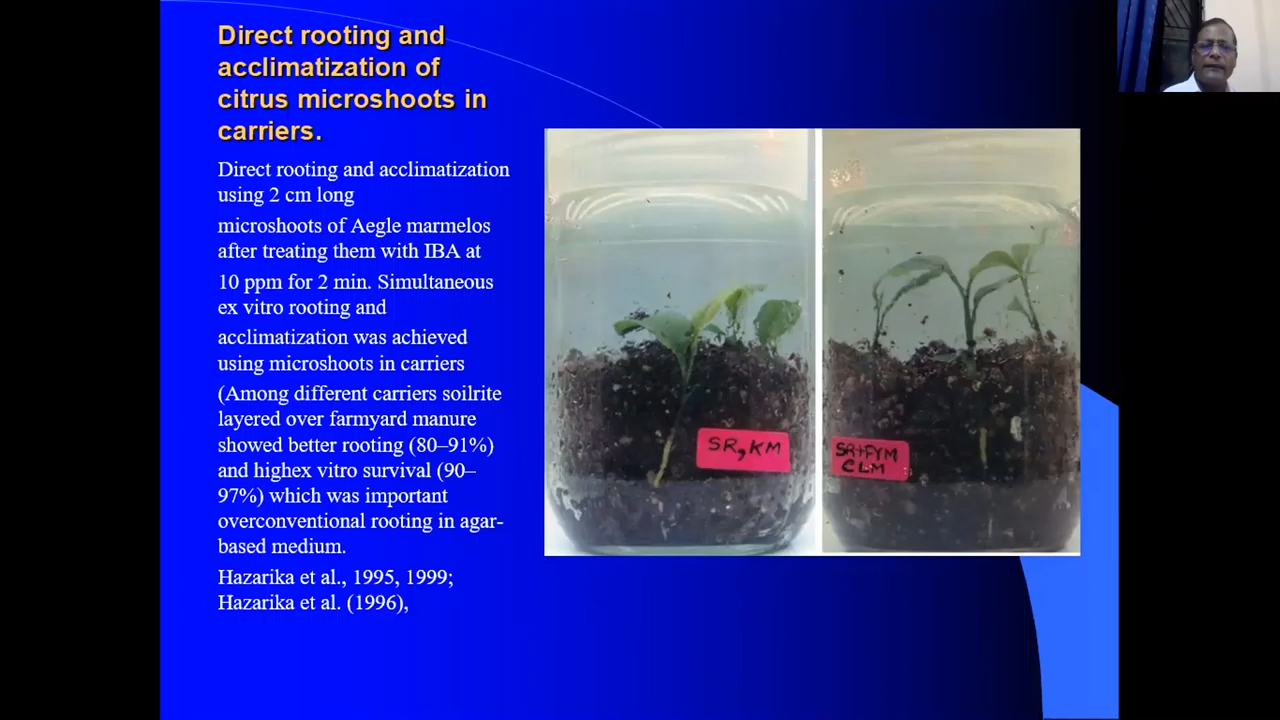 Direct rooting and
acclimatization of
citrus microshoots in
carriers.
Direct rooting and acclimatization
using 2 cm long
microshoots of Aegle marmelos
after treating them with IBA at
10 ppm for 2 min. Simultaneous
ex vitro rooting and
acclimatization was achieved
using microshoots in carriers
(Among different carriers soilrite
layered over farmyard manure
showed better rooting (80–91%)
and highex vitro survival (90–
97%) which was important
overconventional rooting in agar-
based medium.
Hazarika et al., 1995, 1999;
Hazarika et al. (1996),
SR, KM
SR+FYM
CLM